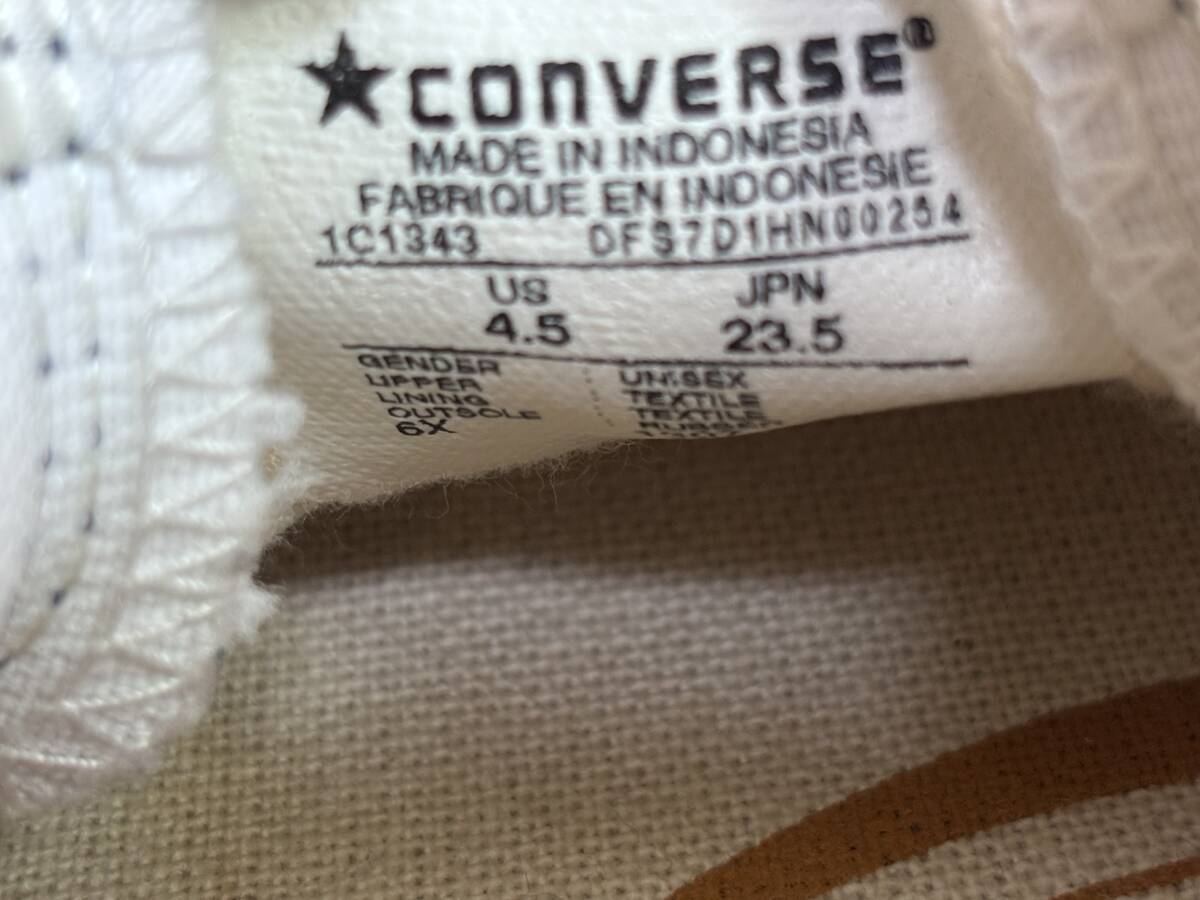 ★CONVERSE®
MADE IN INDONESIA
FABRIQUE EN INDONESIE
1C1343 DFS7D1HN00254
US JPN
4.5 23.5
GENDER UNISEX
UPPER TEXTILE
LINING TEXTILE
OUTSOLE RUBBER
6X